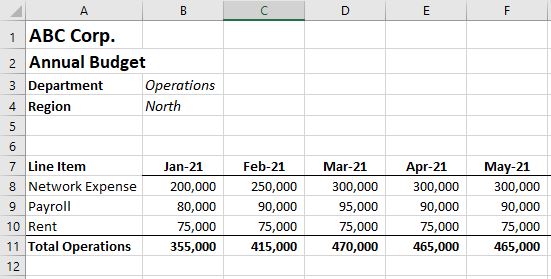 A B C D E F
1 ABC Corp.
2 Annual Budget
3 Department Operations
4 Region North
5
6
7 Line Item Jan-21 Feb-21 Mar-21 Apr-21 May-21
8 Network Expense 200,000 250,000 300,000 300,000 300,000
9 Payroll 80,000 90,000 95,000 90,000 90,000
10 Rent 75,000 75,000 75,000 75,000 75,000
11 Total Operations 355,000 415,000 470,000 465,000 465,000
12